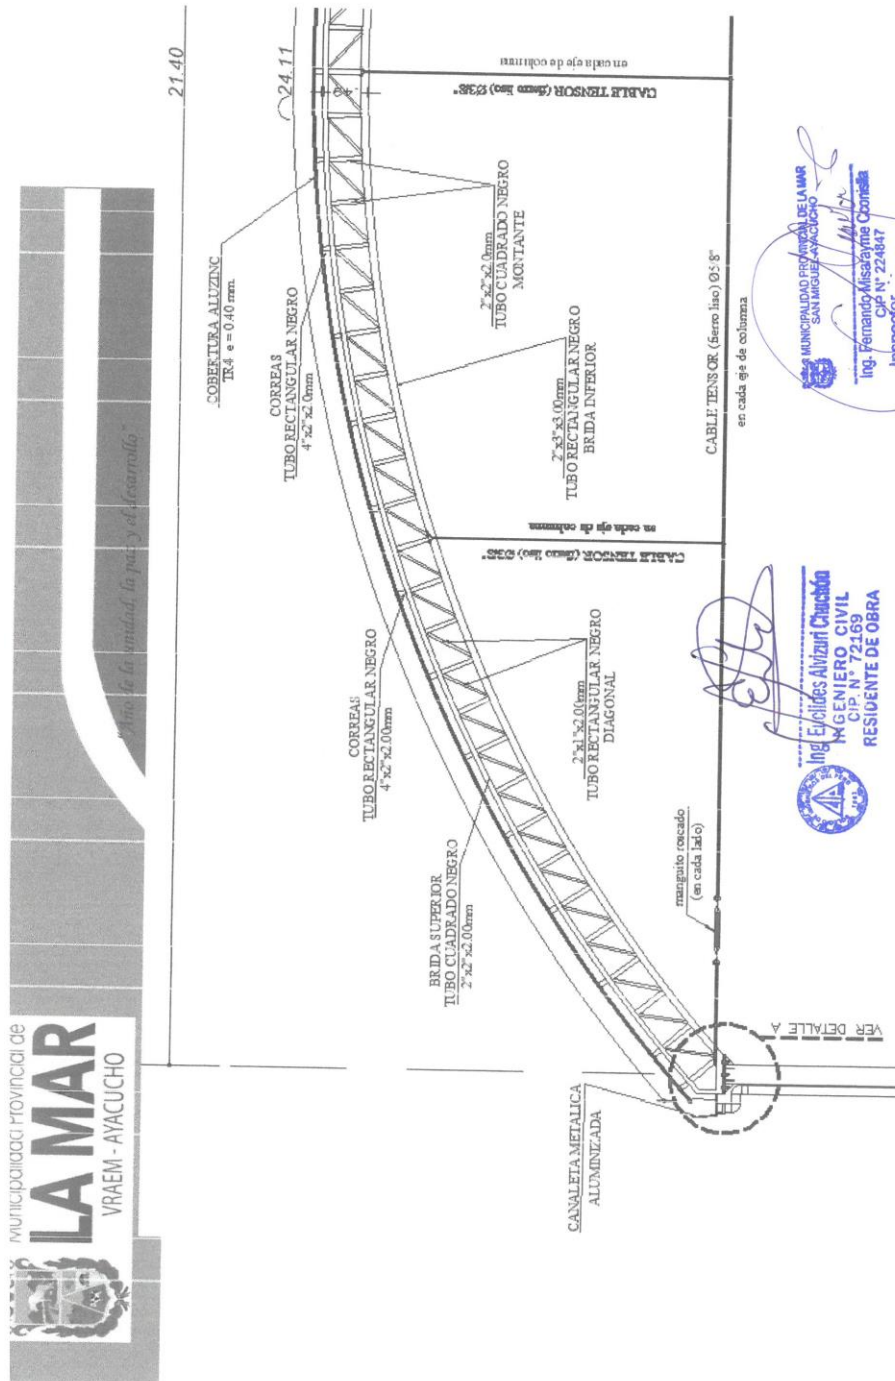 Municipalidad Provincial de
LA MAR
VRAEM - AYACUCHO
"Año de la unidad, la paz y el desarrollo"
21.40
24.11
COBERTURA ALUZINC
TR4 e = 0.40 mm.
CORREAS
TUBO RECTANGULAR NEGRO
4"x2"x2.0mm
2"x2"x2.0mm
TUBO CUADRADO NEGRO
MONTANTE
CABLE TENSOR (fierro liso) Ø3/8"
en cada eje de columna
CORREAS
TUBO RECTANGULAR NEGRO
4"x2"x2.00mm
2"x3"x3.00mm
TUBO RECTANGULAR NEGRO
BRIDA INFERIOR
CABLE TENSOR (fierro liso) Ø3/8"
en cada eje de columna
BRIDA SUPERIOR
TUBO CUADRADO NEGRO
2"x2"x2.00mm
2"x1"x2.00mm
TUBO RECTANGULAR NEGRO
DIAGONAL
CANALETA METALICA
ALUMINIZADA
manguito roscado
(en cada lado)
CABLE TENSOR (fierro liso) Ø5/8"
en cada eje de columna
VER DETALLE A
Ing. Euclides Alvizuri Chuchón
INGENIERO CIVIL
CIP. N° 72169
RESIDENTE DE OBRA
MUNICIPALIDAD PROVINCIAL DE LA MAR
SAN MIGUEL-AYACUCHO
Ing. Fernando Misaray
CIP N° 224847
Inspector